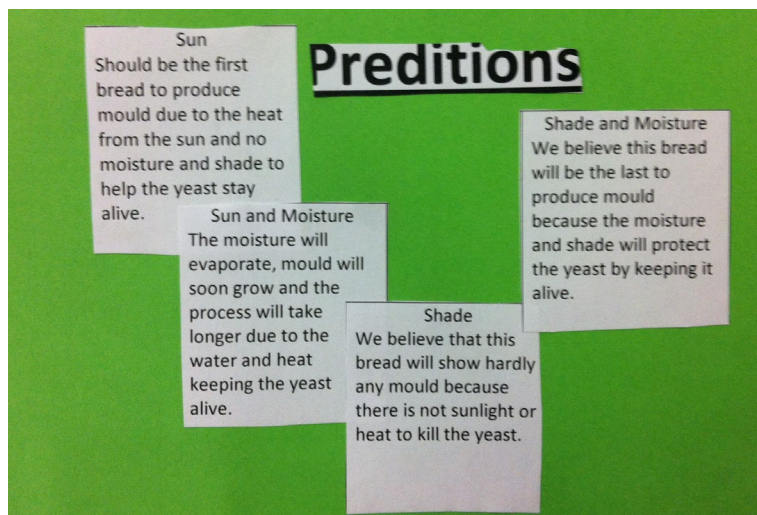 Preditions
Sun
Should be the first
bread to produce
mould due to the heat
from the sun and no
moisture and shade to
help the yeast stay
alive.
Sun and Moisture
The moisture will
evaporate, mould will
soon grow and the
process will take
longer due to the
water and heat
keeping the yeast
alive.
Shade
We believe that this
bread will show hardly
any mould because
there is not sunlight or
heat to kill the yeast.
Shade and Moisture
We believe this bread
will be the last to
produce mould
because the moisture
and shade will protect
the yeast by keeping it
alive.